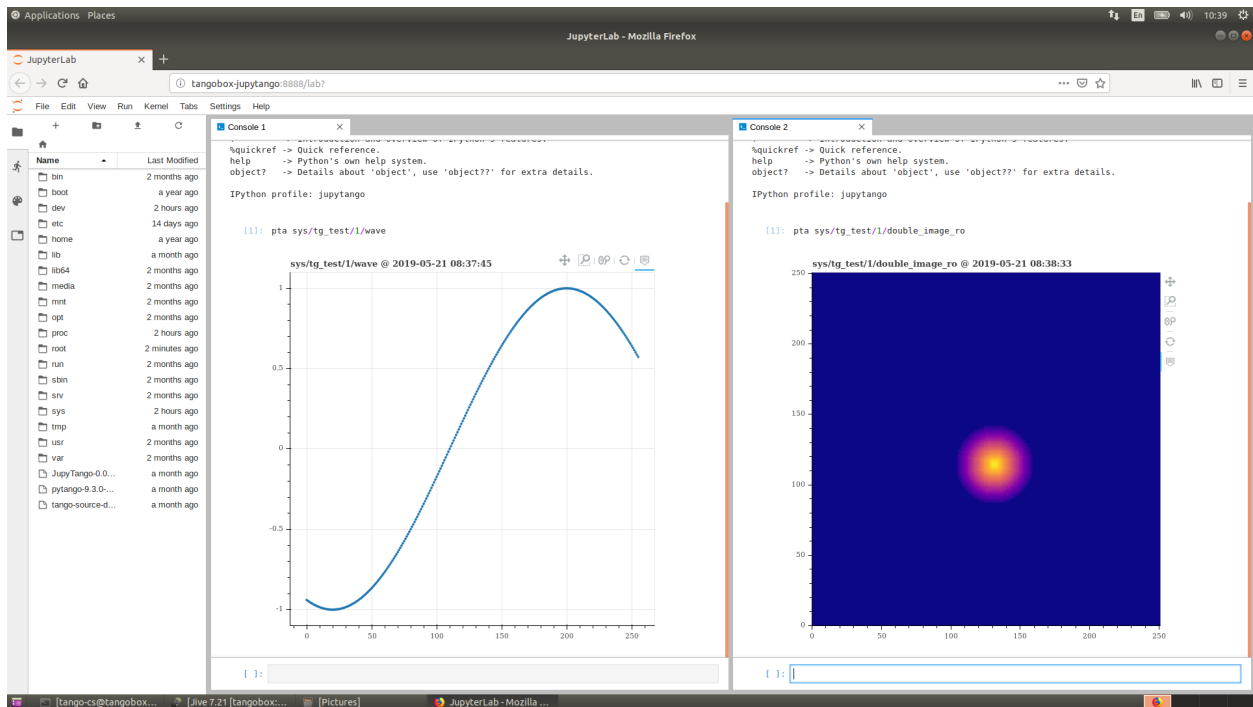 Applications Places
En
10:39
JupyterLab - Mozilla Firefox
JupyterLab
tangobox-jupytango:8888/lab?
File Edit View Run Kernel Tabs Settings Help
Name Last Modified
bin 2 months ago
boot a year ago
dev 2 hours ago
etc 14 days ago
home a year ago
lib a month ago
lib64 2 months ago
media 2 months ago
mnt 2 months ago
opt 2 months ago
proc 2 hours ago
root 2 minutes ago
run 2 months ago
sbin 2 months ago
srv 2 months ago
sys 2 hours ago
tmp a month ago
usr 2 months ago
var 2 months ago
JupyTango-0.0... a month ago
pytango-9.3.0-... a month ago
tango-source-d... a month ago
Console 1
%quickref -> Quick reference.
help -> Python's own help system.
object? -> Details about 'object', use 'object??' for extra details.
IPython profile: jupytango
[1]: pta sys/tg_test/1/wave
sys/tg_test/1/wave @ 2019-05-21 08:37:45
1
0.5
0
-0.5
-1
0 50 100 150 200 250
[ ]:
Console 2
%quickref -> Quick reference.
help -> Python's own help system.
object? -> Details about 'object', use 'object??' for extra details.
IPython profile: jupytango
[1]: pta sys/tg_test/1/double_image_ro
sys/tg_test/1/double_image_ro @ 2019-05-21 08:38:33
250
200
150
100
50
0
0 50 100 150 200 250
[ ]:
[tango-cs@tangobox... [Jive 7.21 [tangobox:... [Pictures] JupyterLab - Mozilla ...